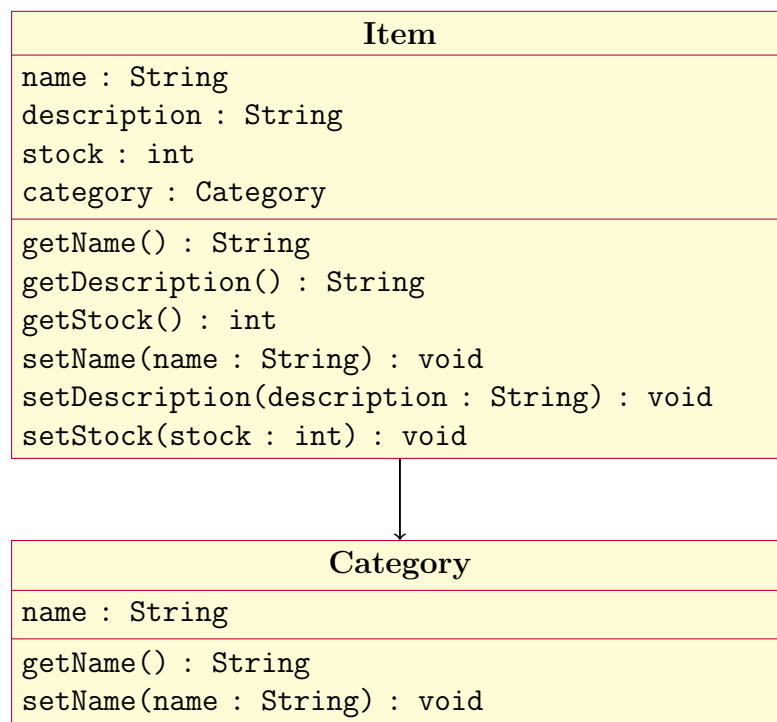 Item
name : String
description : String
stock : int
category : Category
getName() : String
getDescription() : String
getStock() : int
setName(name : String) : void
setDescription(description : String) : void
setStock(stock : int) : void
Category
name : String
getName() : String
setName(name : String) : void